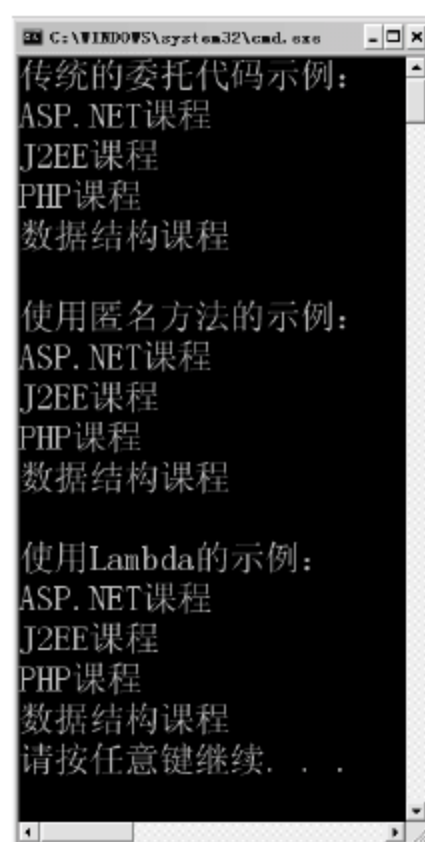 C:\WINDOWS\system32\cmd.exe
传统的委托代码示例：
ASP.NET课程
J2EE课程
PHP课程
数据结构课程
使用匿名方法的示例：
ASP.NET课程
J2EE课程
PHP课程
数据结构课程
使用Lambda的示例：
ASP.NET课程
J2EE课程
PHP课程
数据结构课程
请按任意键继续. . .